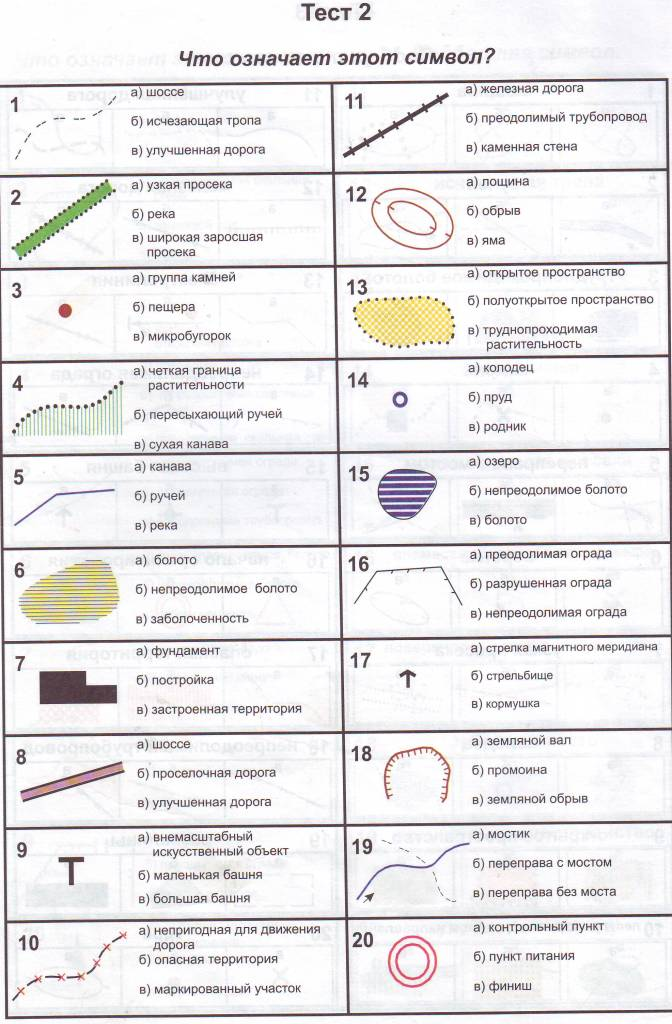 Тест 2
Что означает этот символ?
1
а) шоссе
б) исчезающая тропа
в) улучшенная дорога
2
а) узкая просека
б) река
в) широкая заросшая
просека
3
а) группа камней
б) пещера
в) микробугорок
4
а) четкая граница
растительности
б) пересыхающий ручей
в) сухая канава
5
а) канава
б) ручей
в) река
6
а) болото
б) непреодолимое болото
в) заболоченность
7
а) фундамент
б) постройка
в) застроенная территория
8
а) шоссе
б) проселочная дорога
в) улучшенная дорога
9
а) внемасштабный
искусственный объект
б) маленькая башня
в) большая башня
10
а) непригодная для движения
дорога
б) опасная территория
в) маркированный участок
11
а) железная дорога
б) преодолимый трубопровод
в) каменная стена
12
а) лощина
б) обрыв
в) яма
13
а) открытое пространство
б) полуоткрытое пространство
в) труднопроходимая
растительность
14
а) колодец
б) пруд
в) родник
15
а) озеро
б) непреодолимое болото
в) болото
16
а) преодолимая ограда
б) разрушенная ограда
в) непреодолимая ограда
17
а) стрелка магнитного меридиана
б) стрельбище
в) кормушка
18
а) земляной вал
б) промоина
в) земляной обрыв
19
а) мостик
б) переправа с мостом
в) переправа без моста
20
а) контрольный пункт
б) пункт питания
в) финиш